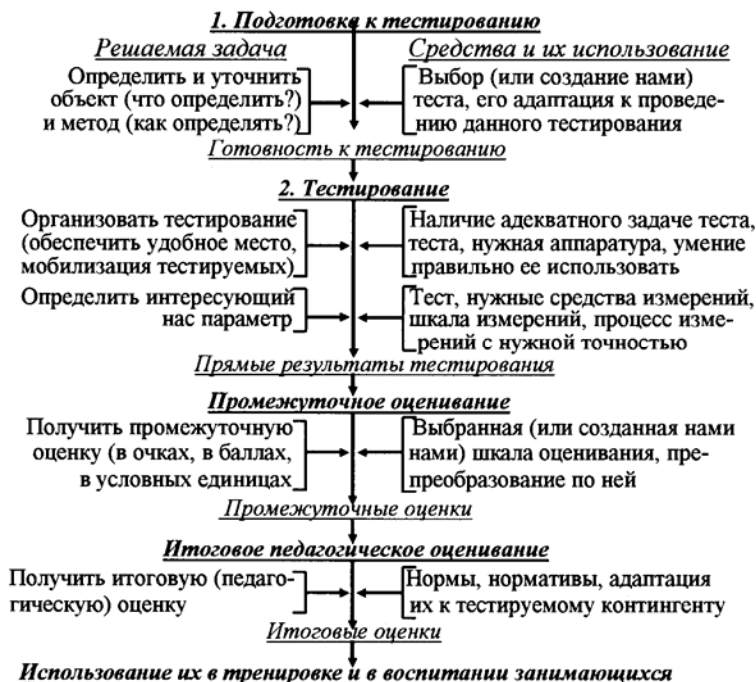 1. Подготовка к тестированию
Решаемая задача
Средства и их использование
Определить и уточнить
объект (что определить?)
и метод (как определять?)
Выбор (или создание нами)
теста, его адаптация к проведе-
нию данного тестирования
Готовность к тестированию
2. Тестирование
Организовать тестирование
(обеспечить удобное место,
мобилизация тестируемых)
Наличие адекватного задаче теста,
теста, нужная аппаратура, умение
правильно ее использовать
Определить интересующий
нас параметр
Тест, нужные средства измерений,
шкала измерений, процесс изме-
рений с нужной точностью
Прямые результаты тестирования
Промежуточное оценивание
Получить промежуточную
оценку (в очках, в баллах,
в условных единицах
Выбранная (или созданная нами
нами) шкала оценивания, пре-
преобразование по ней
Промежуточные оценки
Итоговое педагогическое оценивание
Получить итоговую (педаго-
гическую) оценку
Нормы, нормативы, адаптация
их к тестируемому контингенту
Итоговые оценки
Использование их в тренировке и в воспитании занимающихся